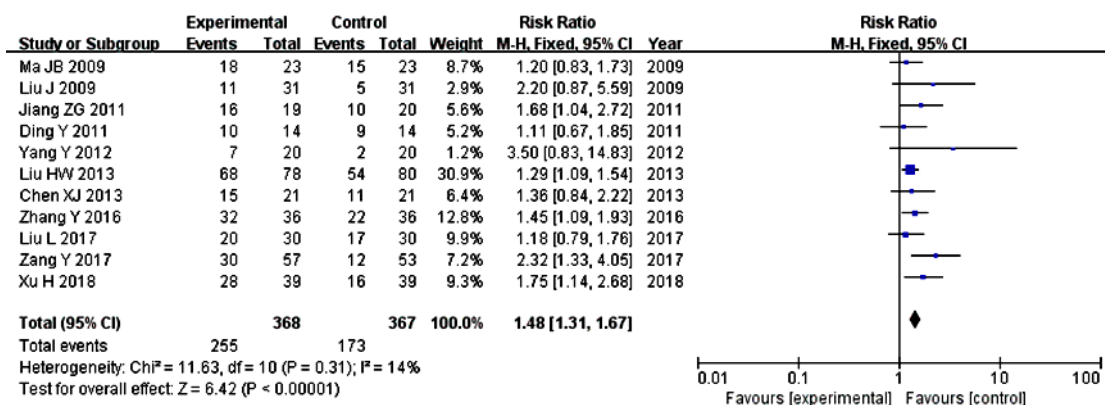 Experimental Control Risk Ratio Risk Ratio
Study or Subgroup Events Total Events Total Weight M-H, Fixed, 95% CI Year M-H, Fixed, 95% CI
Ma JB 2009 18 23 15 23 8.7% 1.20 [0.83, 1.73] 2009
Liu J 2009 11 31 5 31 2.9% 2.20 [0.87, 5.59] 2009
Jiang ZG 2011 16 19 10 20 5.6% 1.68 [1.04, 2.72] 2011
Ding Y 2011 10 14 9 14 5.2% 1.11 [0.67, 1.85] 2011
Yang Y 2012 7 20 2 20 1.2% 3.50 [0.83, 14.83] 2012
Liu HW 2013 68 78 54 80 30.9% 1.29 [1.09, 1.54] 2013
Chen XJ 2013 15 21 11 21 6.4% 1.36 [0.84, 2.22] 2013
Zhang Y 2016 32 36 22 36 12.8% 1.45 [1.09, 1.93] 2016
Liu L 2017 20 30 17 30 9.9% 1.18 [0.79, 1.76] 2017
Zang Y 2017 30 57 12 53 7.2% 2.32 [1.33, 4.05] 2017
Xu H 2018 28 39 16 39 9.3% 1.75 [1.14, 2.68] 2018
Total (95% CI) 368 367 100.0% 1.48 [1.31, 1.67]
Total events 255 173
Heterogeneity: Chi² = 11.63, df = 10 (P = 0.31); I² = 14%
Test for overall effect: Z = 6.42 (P < 0.00001)
0.01 0.1 1 10 100
Favours [experimental] Favours [control]